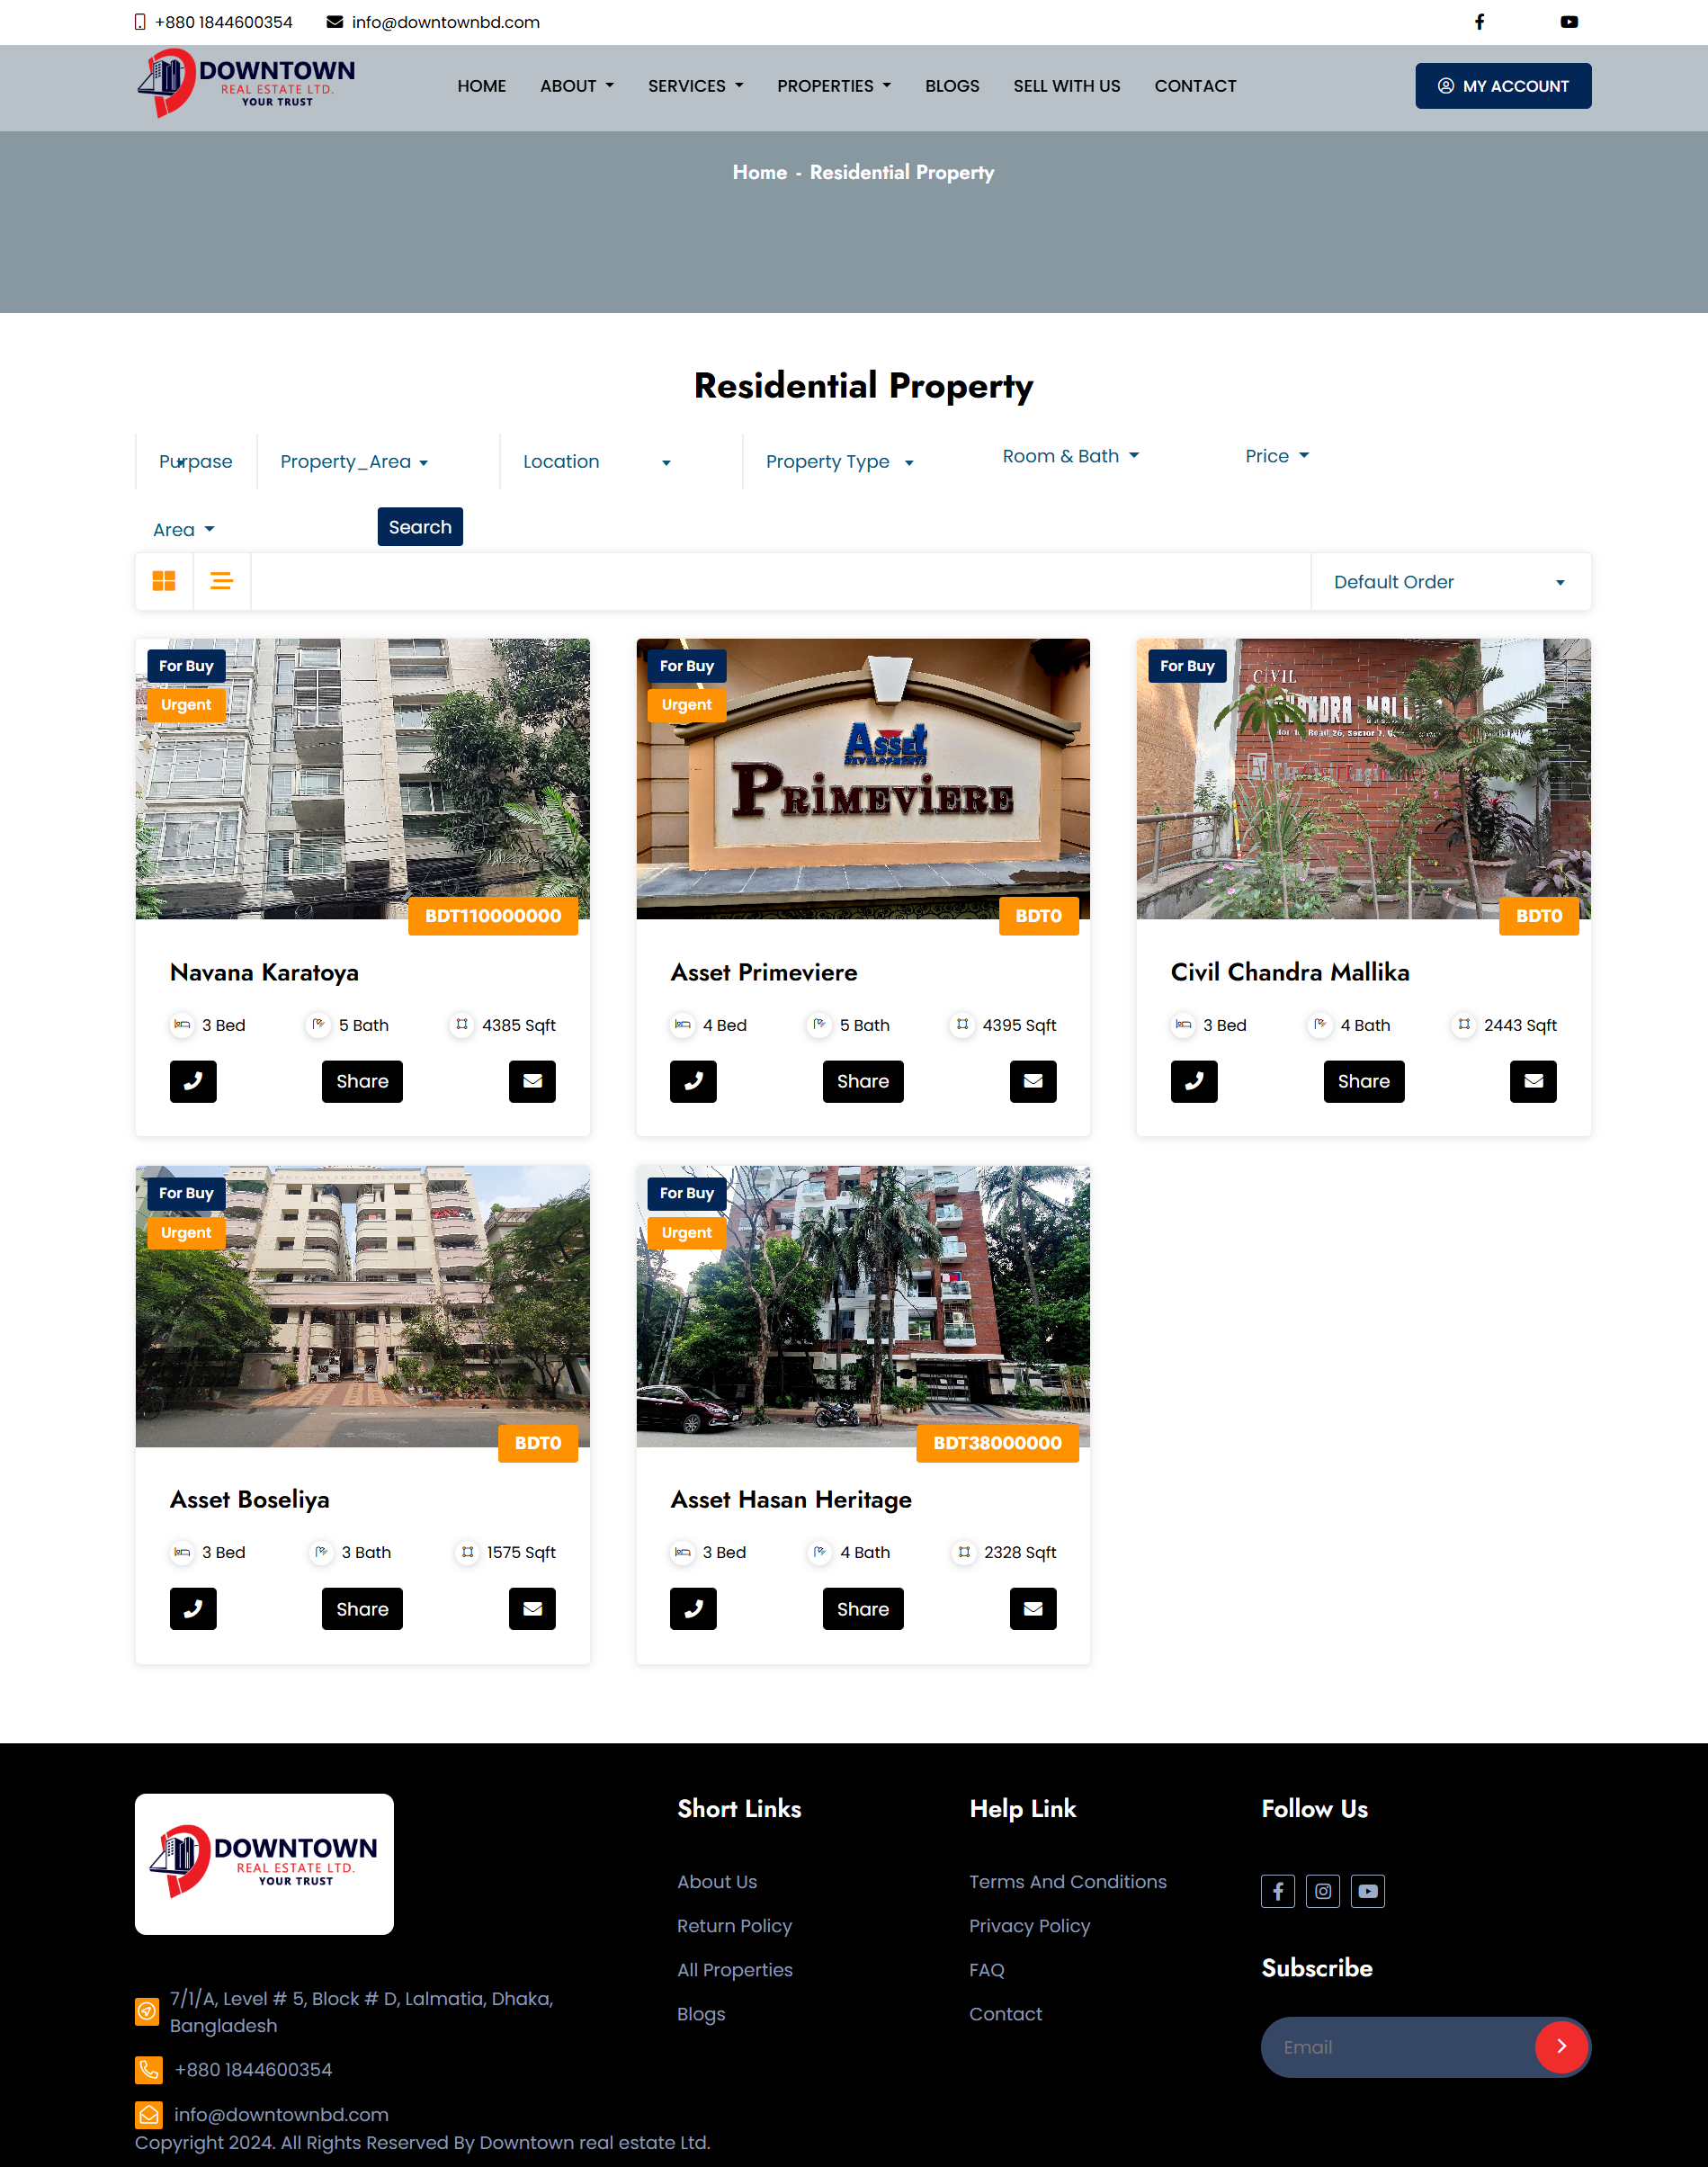 +880 1844600354 info@downtownbd.com
DOWNTOWN
REAL ESTATE LTD.
YOUR TRUST
HOME ABOUT SERVICES PROPERTIES BLOGS SELL WITH US CONTACT
MY ACCOUNT
Home - Residential Property
Residential Property
Purpase Property_Area Location Property Type Room & Bath Price
Area Search
Default Order
For Buy
Urgent
BDT110000000
Navana Karatoya
3 Bed 5 Bath 4385 Sqft
Share
For Buy
Urgent
Asset
DEVELOPMENTS
PRIMEVIERE
BDT0
Asset Primeviere
4 Bed 5 Bath 4395 Sqft
Share
For Buy
CIVIL
BDT0
Civil Chandra Mallika
3 Bed 4 Bath 2443 Sqft
Share
For Buy
Urgent
BDT0
Asset Boseliya
3 Bed 3 Bath 1575 Sqft
Share
For Buy
Urgent
BDT38000000
Asset Hasan Heritage
3 Bed 4 Bath 2328 Sqft
Share
DOWNTOWN
REAL ESTATE LTD.
YOUR TRUST
7/1/A, Level # 5, Block # D, Lalmatia, Dhaka,
Bangladesh
+880 1844600354
info@downtownbd.com
Short Links
About Us
Return Policy
All Properties
Blogs
Help Link
Terms And Conditions
Privacy Policy
FAQ
Contact
Follow Us
Subscribe
Email
Copyright 2024. All Rights Reserved By Downtown real estate Ltd.